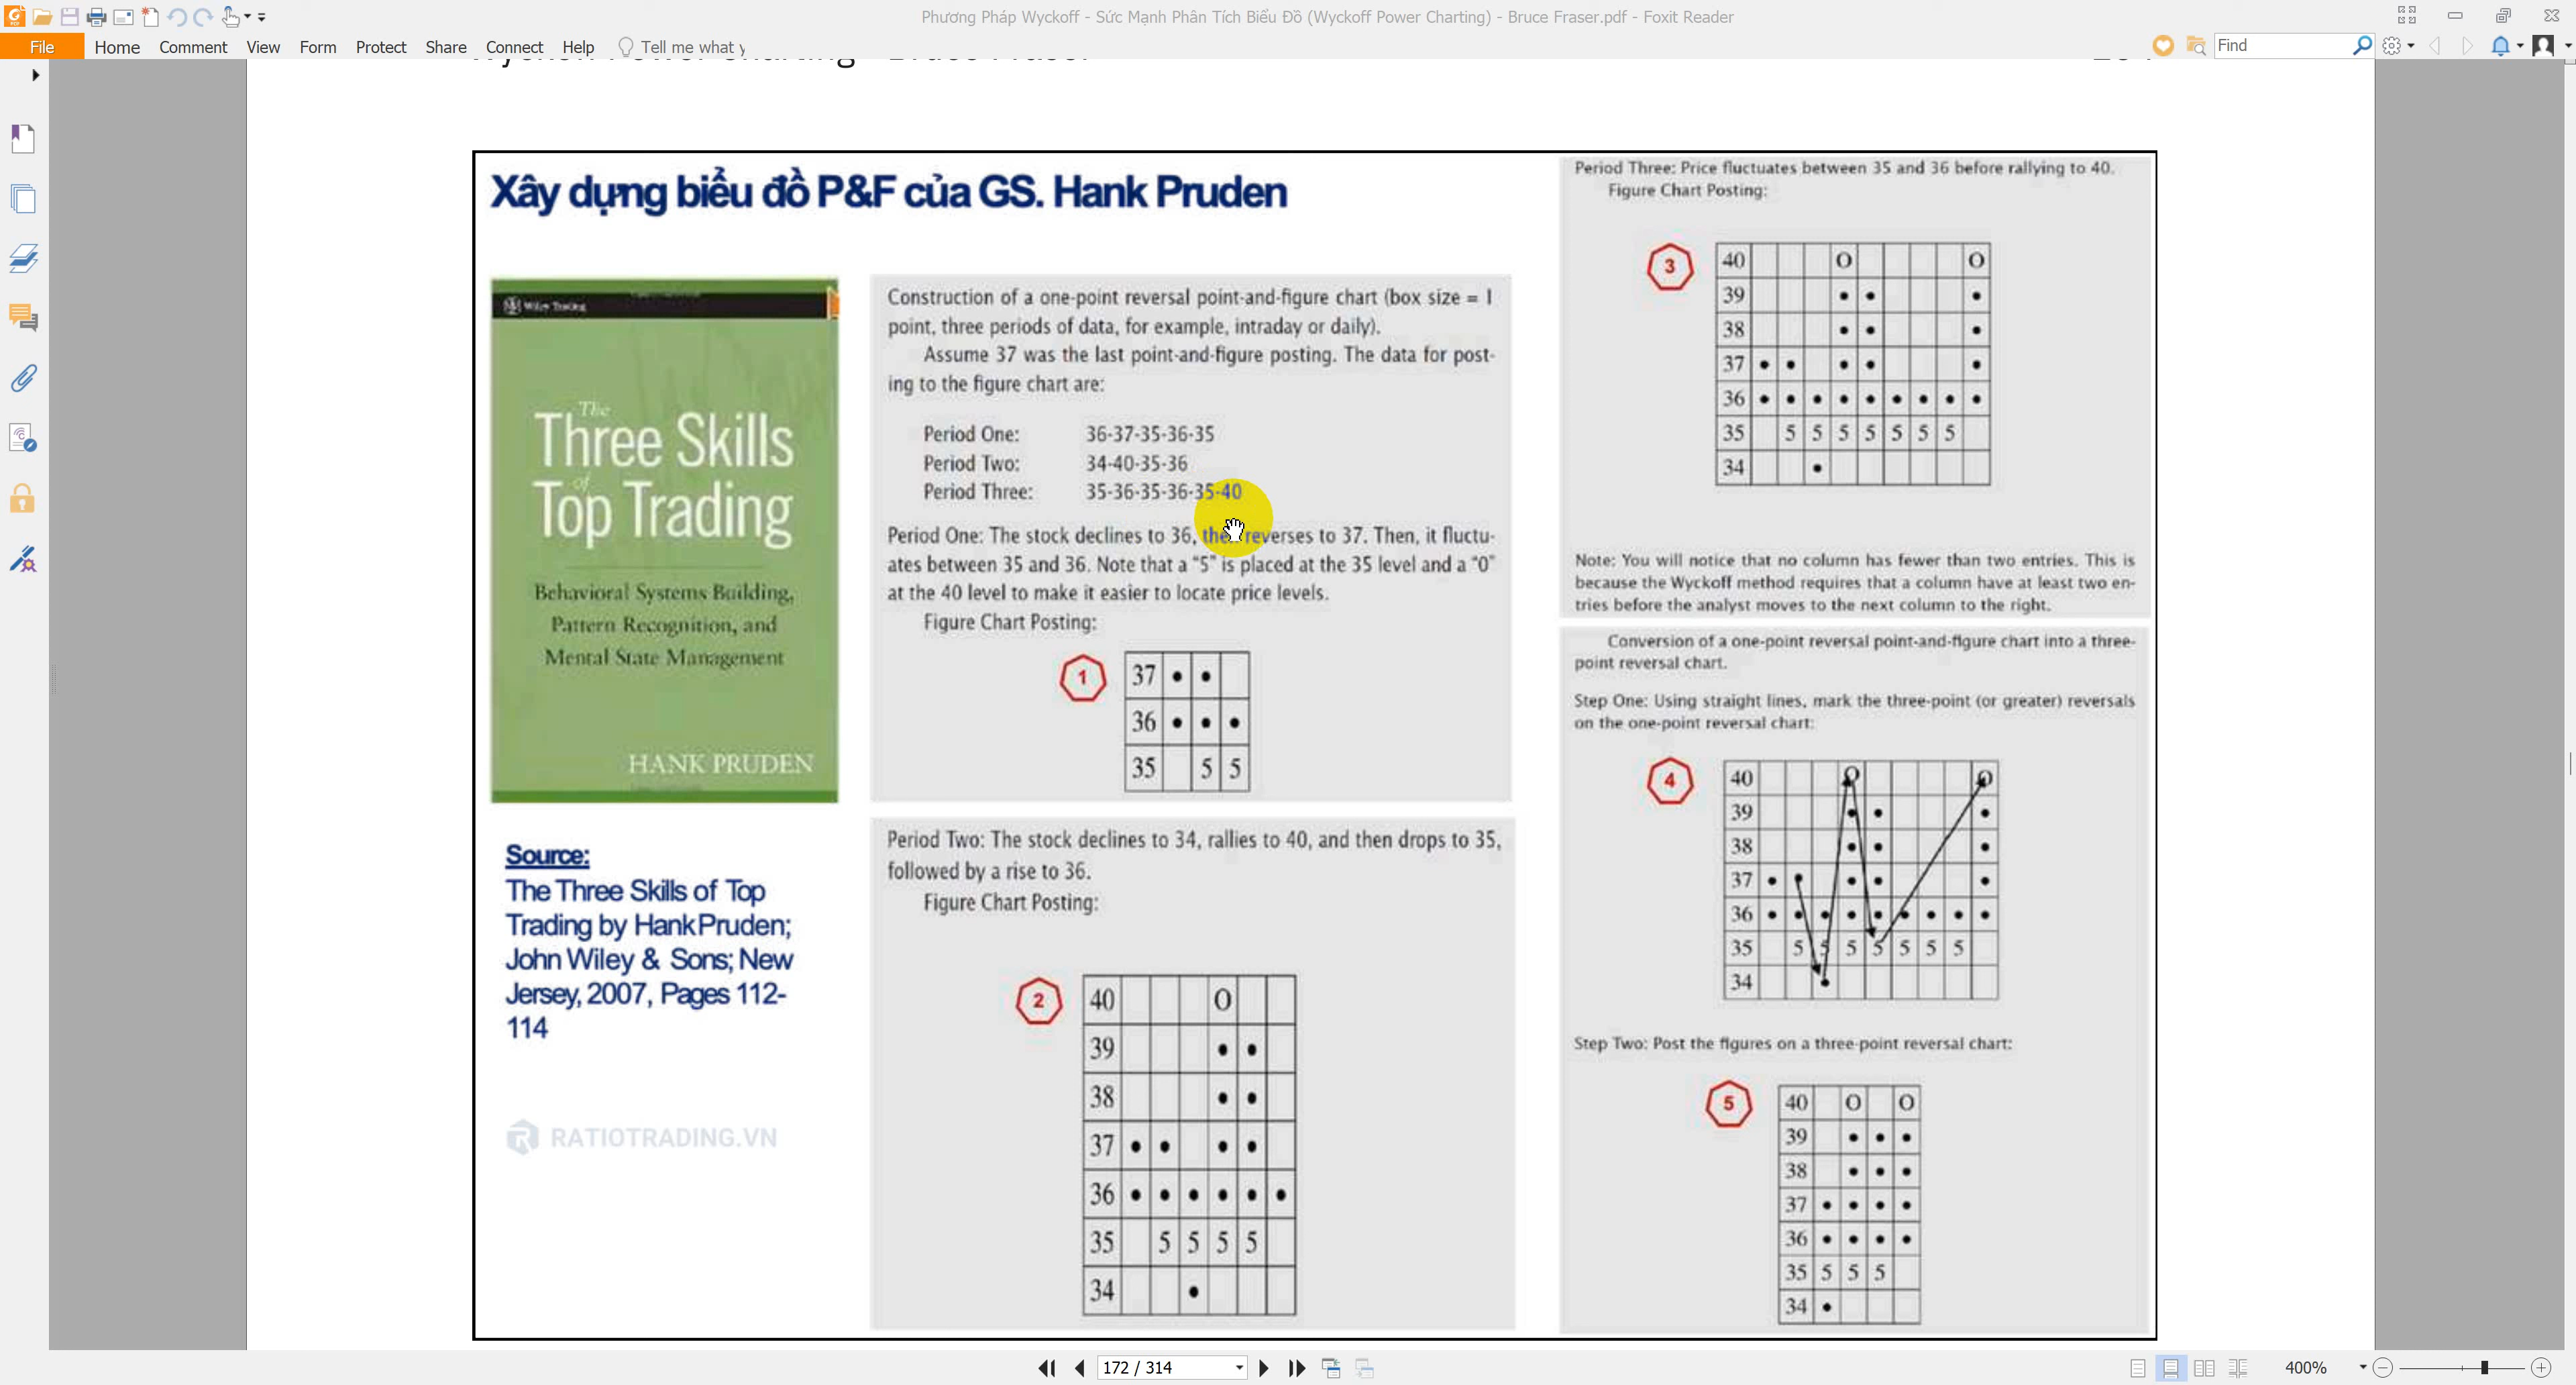 Phương Pháp Wyckoff - Sức Mạnh Phân Tích Biểu Đồ (Wyckoff Power Charting) - Bruce Fraser.pdf - Foxit Reader
File Home Comment View Form Protect Share Connect Help Tell me what y
Find
Xây dựng biểu đồ P&F của GS. Hank Pruden
Wiley Trading
The
Three Skills
of
Top Trading
Behavioral Systems Building,
Pattern Recognition, and
Mental State Management
HANK PRUDEN
Source:
The Three Skills of Top
Trading by Hank Pruden;
John Wiley & Sons; New
Jersey, 2007, Pages 112-
114
RATIOTRADING.VN
Construction of a one-point reversal point-and-figure chart (box size = 1
point, three periods of data, for example, intraday or daily).
Assume 37 was the last point-and-figure posting. The data for post-
ing to the figure chart are:
Period One: 36-37-35-36-35
Period Two: 34-40-35-36
Period Three: 35-36-35-36-35-40
Period One: The stock declines to 36, then reverses to 37. Then, it fluctu-
ates between 35 and 36. Note that a "5" is placed at the 35 level and a "0"
at the 40 level to make it easier to locate price levels.
Figure Chart Posting:
1
37 • •
36 • • •
35 5 5
Period Two: The stock declines to 34, rallies to 40, and then drops to 35,
followed by a rise to 36.
Figure Chart Posting:
2
40 O
39 • •
38 • •
37 • • • •
36 • • • • • •
35 5 5 5 5
34 •
Period Three: Price fluctuates between 35 and 36 before rallying to 40.
Figure Chart Posting:
3
40 O O
39 • • •
38 • • •
37 • • • • •
36 • • • • • • • • •
35 5 5 5 5 5 5 5
34 •
Note: You will notice that no column has fewer than two entries. This is
because the Wyckoff method requires that a column have at least two en-
tries before the analyst moves to the next column to the right.
Conversion of a one-point reversal point-and-figure chart into a three-
point reversal chart.
Step One: Using straight lines, mark the three-point (or greater) reversals
on the one-point reversal chart:
4
40 O O
39 • • •
38 • • •
37 • • • • •
36 • • • • • • • • •
35 5 5 5 5 5 5 5
34 •
Step Two: Post the figures on a three-point reversal chart:
5
40 O O
39 • • •
38 • • •
37 • • • •
36 • • • •
35 5 5 5
34 •
172 / 314
400%